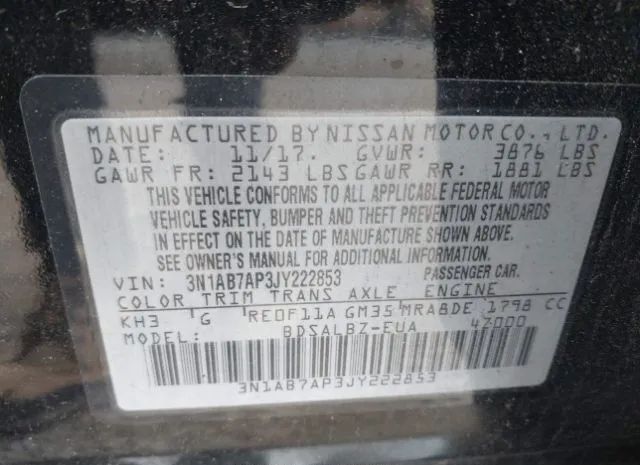 MANUFACTURED BY NISSAN MOTOR CO., LTD.
DATE: 11/17. GVWR: 3876 LBS
GAWR FR: 2143 LBS GAWR RR: 1881 LBS
THIS VEHICLE CONFORMS TO ALL APPLICABLE FEDERAL MOTOR
VEHICLE SAFETY, BUMPER AND THEFT PREVENTION STANDARDS
IN EFFECT ON THE DATE OF MANUFACTURE SHOWN ABOVE.
SEE OWNER'S MANUAL FOR ADDITIONAL INFORMATION.
VIN: 3N1AB7AP3JY222853 PASSENGER CAR.
COLOR TRIM TRANS AXLE ENGINE
KH3 G RE0F11A GM35 MRA8DE 1798 CC
MODEL: BDSALBZ-EUA 4Z000
3N1AB7AP3JY222853